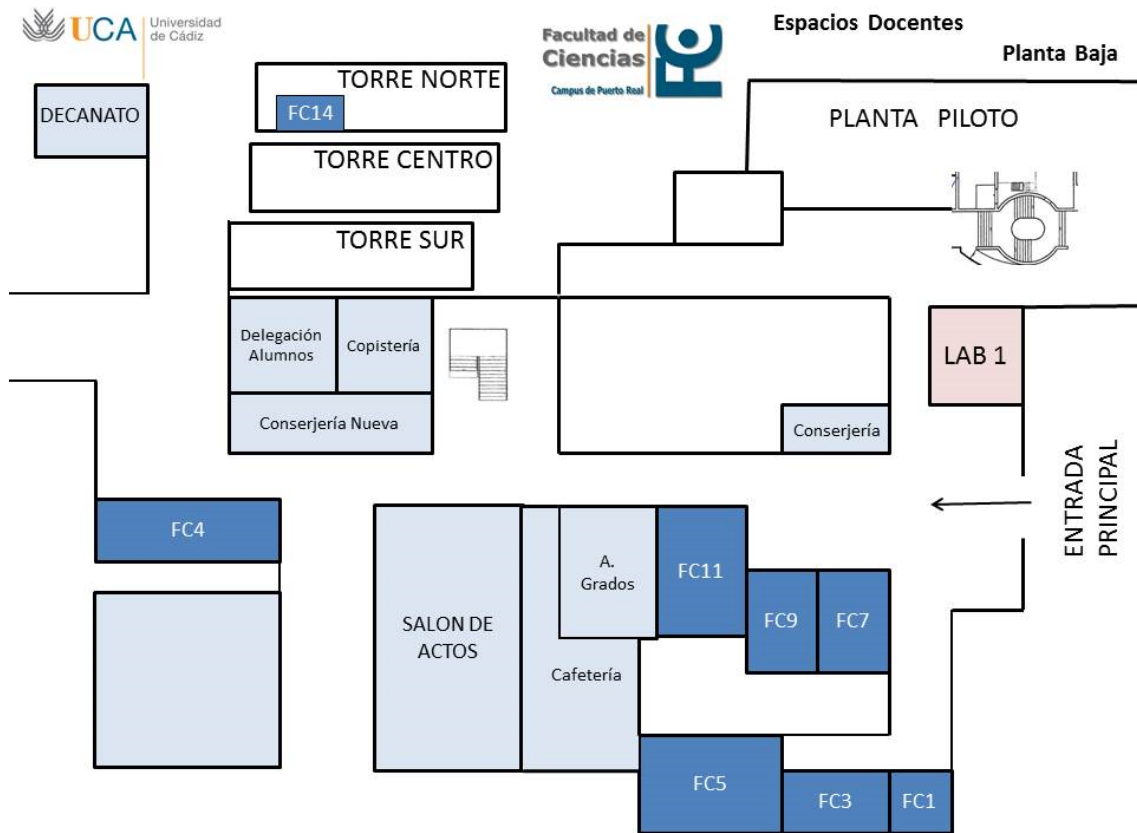 UCA
Universidad
de Cádiz
Facultad de
Ciencias
Campus de Puerto Real
FC
Espacios Docentes
Planta Baja
DECANATO
TORRE NORTE
FC14
PLANTA PILOTO
TORRE CENTRO
TORRE SUR
Delegación
Alumnos
Copistería
Conserjería Nueva
Conserjería
LAB 1
ENTRADA
PRINCIPAL
FC4
SALON DE
ACTOS
A.
Grados
Cafetería
FC11
FC9
FC7
FC5
FC3
FC1